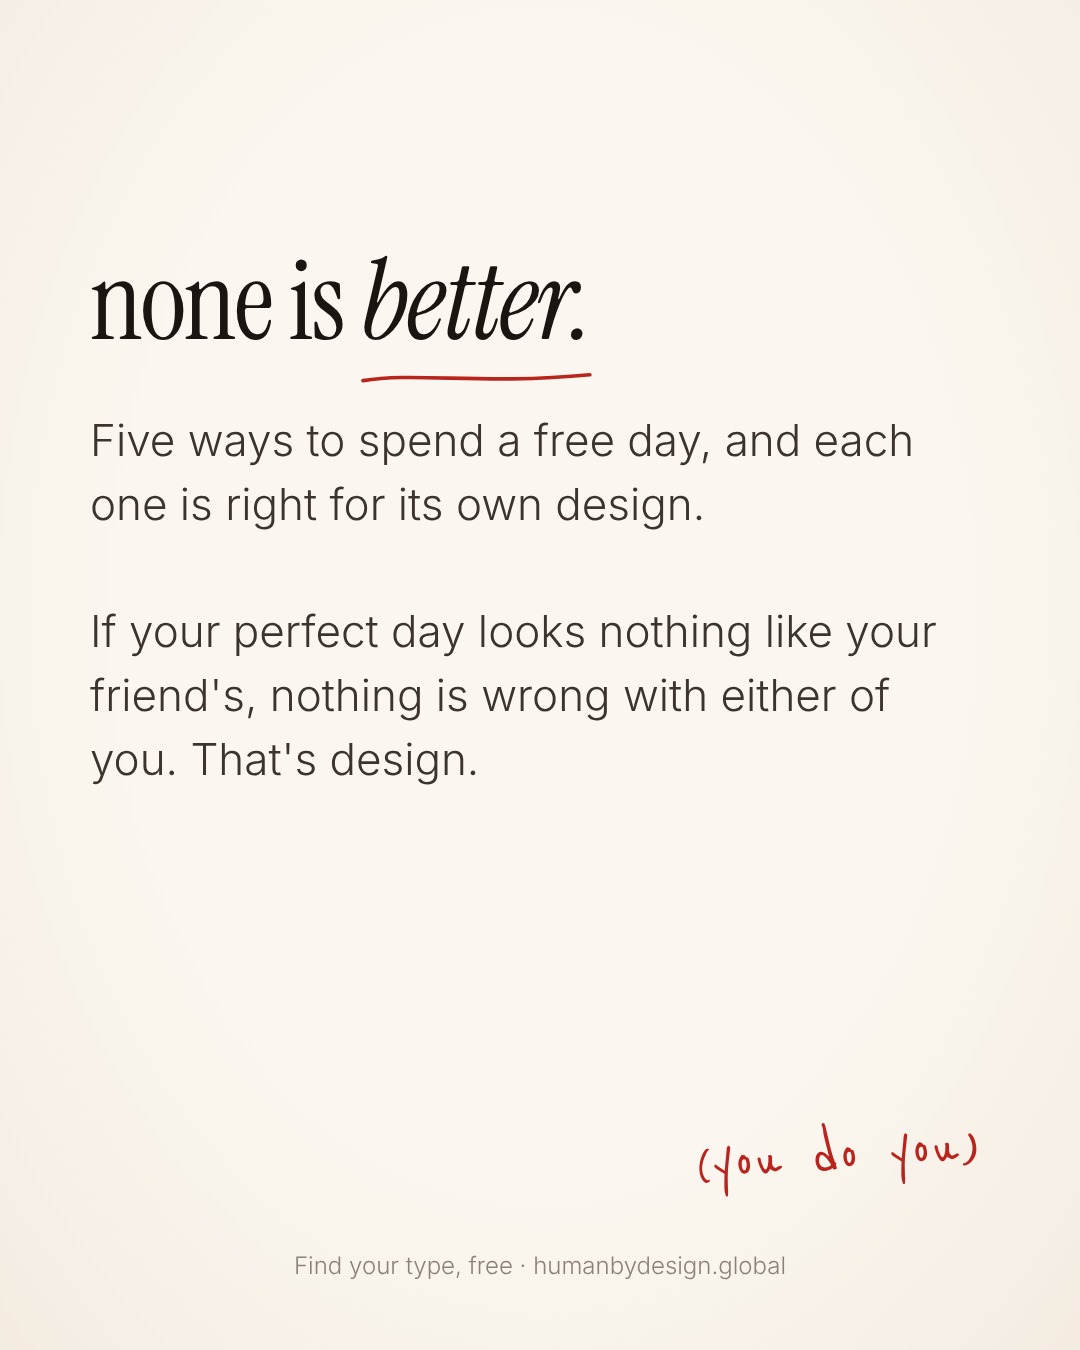 none is better.
Five ways to spend a free day, and each
one is right for its own design.
If your perfect day looks nothing like your
friend's, nothing is wrong with either of
you. That's design.
(you do you)
Find your type, free · humanbydesign.global